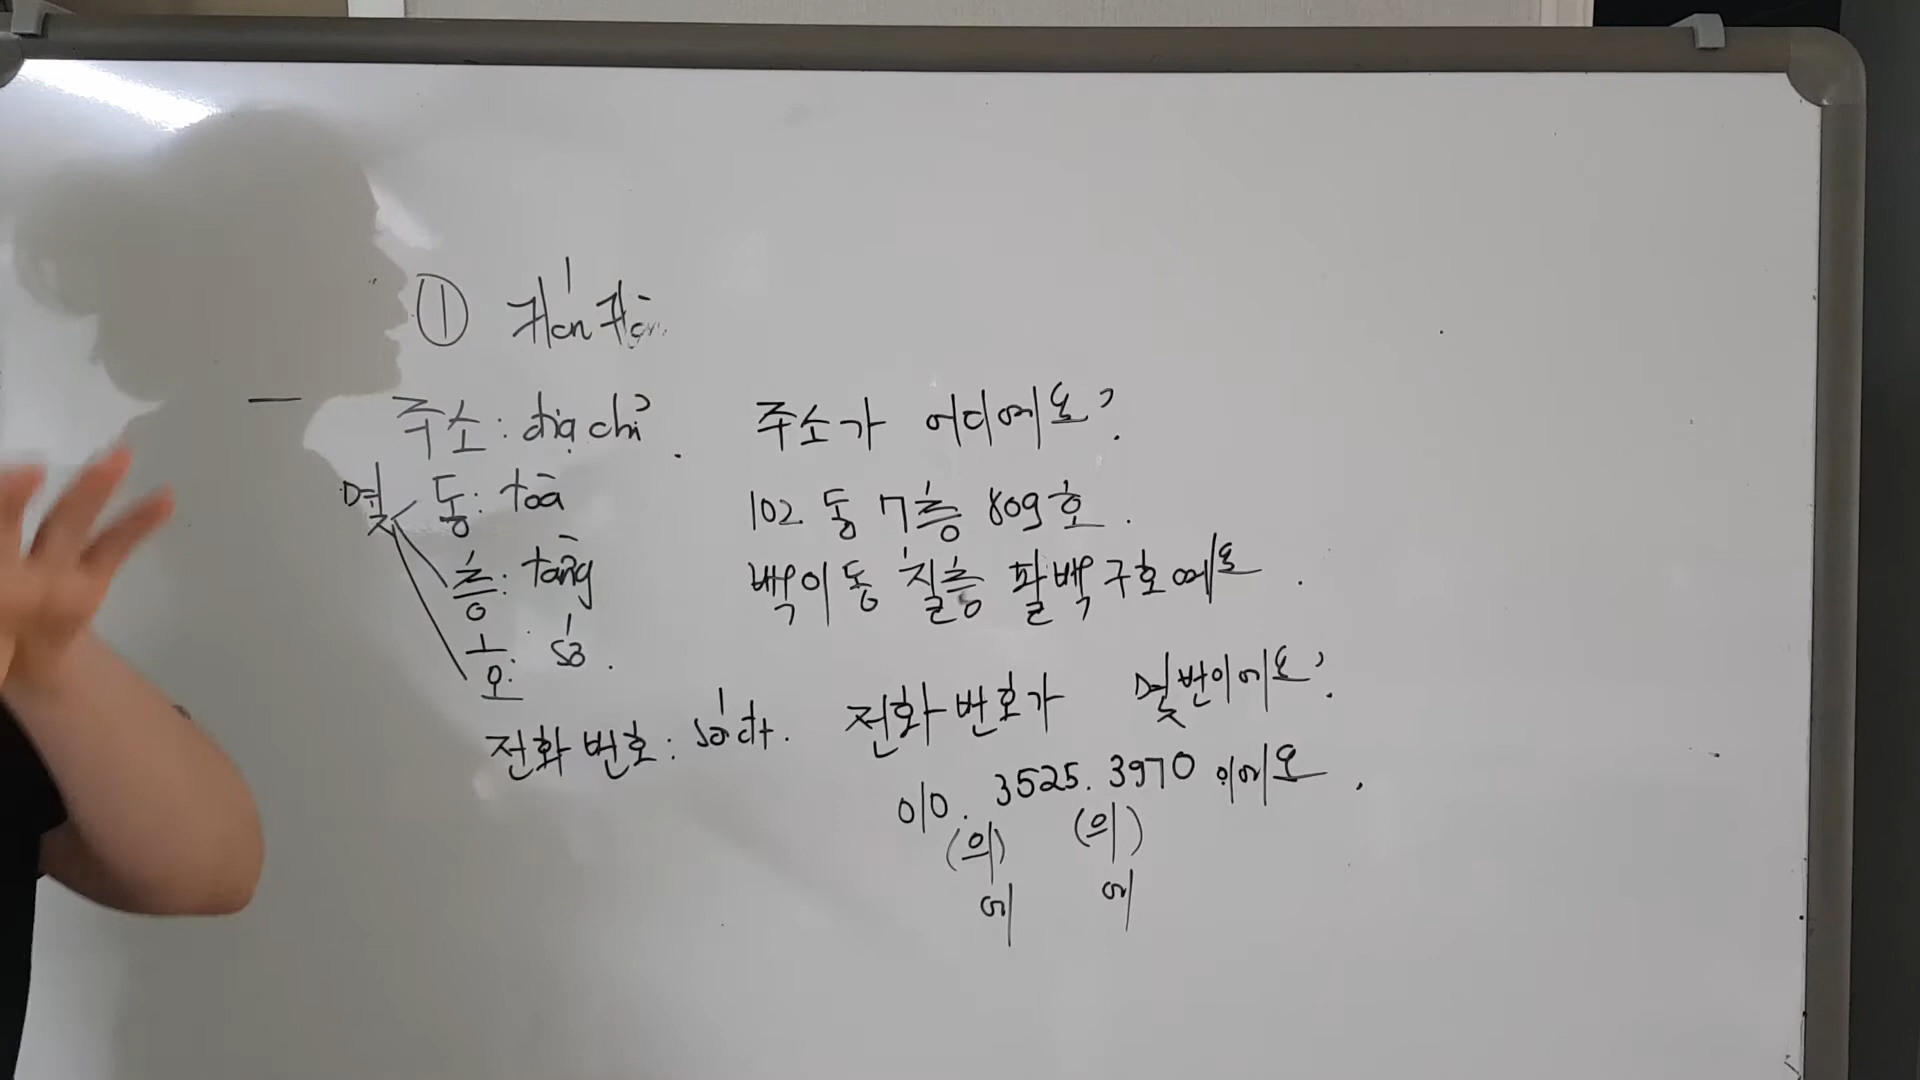 ① Hán Hàn
주소: địa chỉ. 주소가 어디에요?
몇 동: toà 102 동 7층 809호.
층: tầng 백이동 칠층 팔백구호예요.
호: số.
전화번호: số đt. 전화번호가 몇번이에요?
010. 3525. 3970 이에요.
(의) (의)
에 에